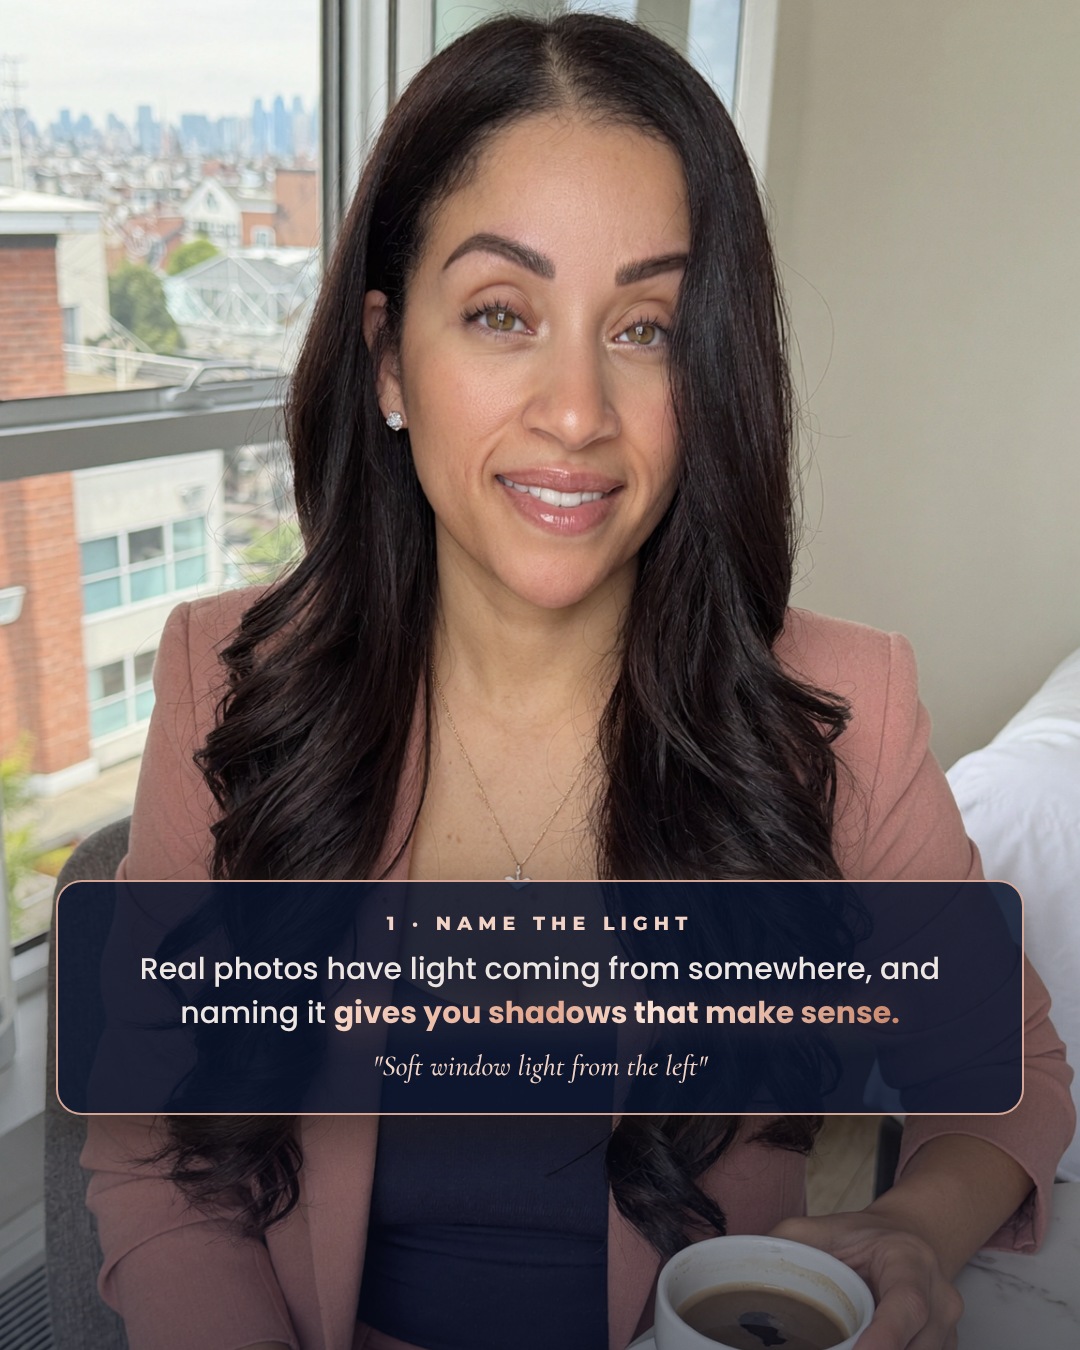 1 · NAME THE LIGHT
Real photos have light coming from somewhere, and
naming it gives you shadows that make sense.
"Soft window light from the left"